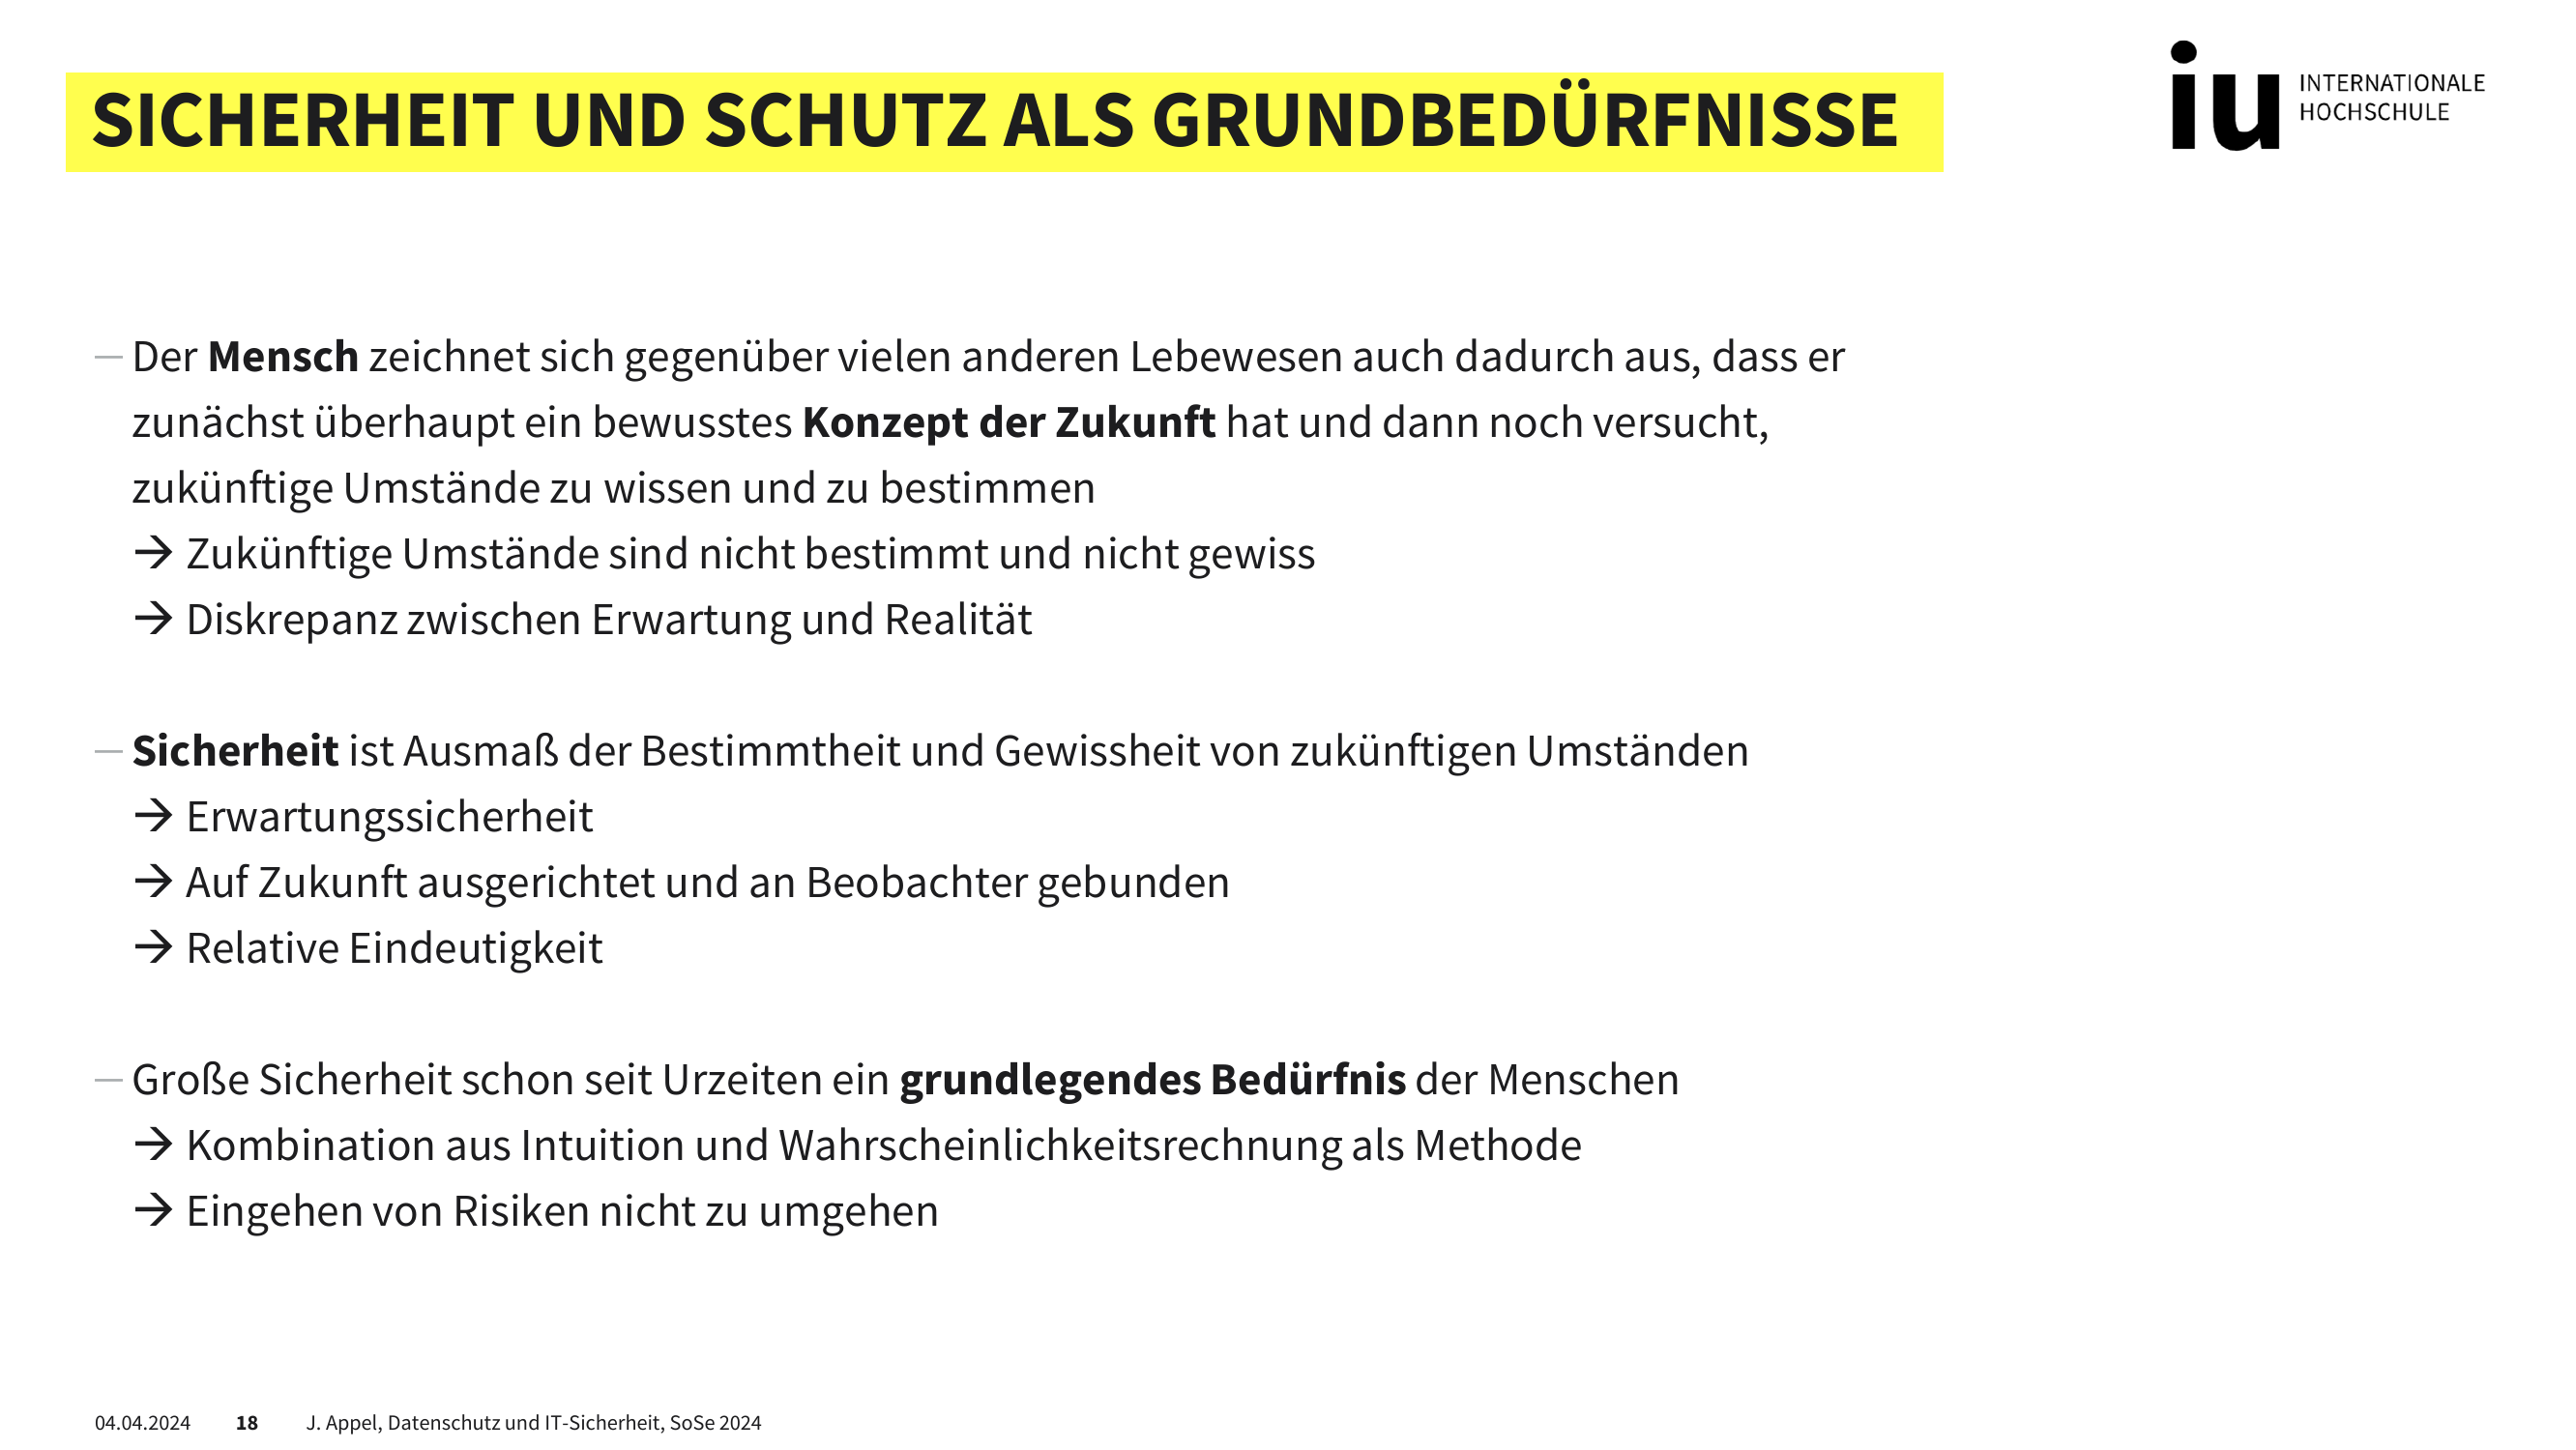 SICHERHEIT UND SCHUTZ ALS GRUNDBEDÜRFNISSE
iu INTERNATIONALE
HOCHSCHULE
— Der Mensch zeichnet sich gegenüber vielen anderen Lebewesen auch dadurch aus, dass er
zunächst überhaupt ein bewusstes Konzept der Zukunft hat und dann noch versucht,
zukünftige Umstände zu wissen und zu bestimmen
→ Zukünftige Umstände sind nicht bestimmt und nicht gewiss
→ Diskrepanz zwischen Erwartung und Realität
— Sicherheit ist Ausmaß der Bestimmtheit und Gewissheit von zukünftigen Umständen
→ Erwartungssicherheit
→ Auf Zukunft ausgerichtet und an Beobachter gebunden
→ Relative Eindeutigkeit
— Große Sicherheit schon seit Urzeiten ein grundlegendes Bedürfnis der Menschen
→ Kombination aus Intuition und Wahrscheinlichkeitsrechnung als Methode
→ Eingehen von Risiken nicht zu umgehen
04.04.2024 18 J. Appel, Datenschutz und IT-Sicherheit, SoSe 2024